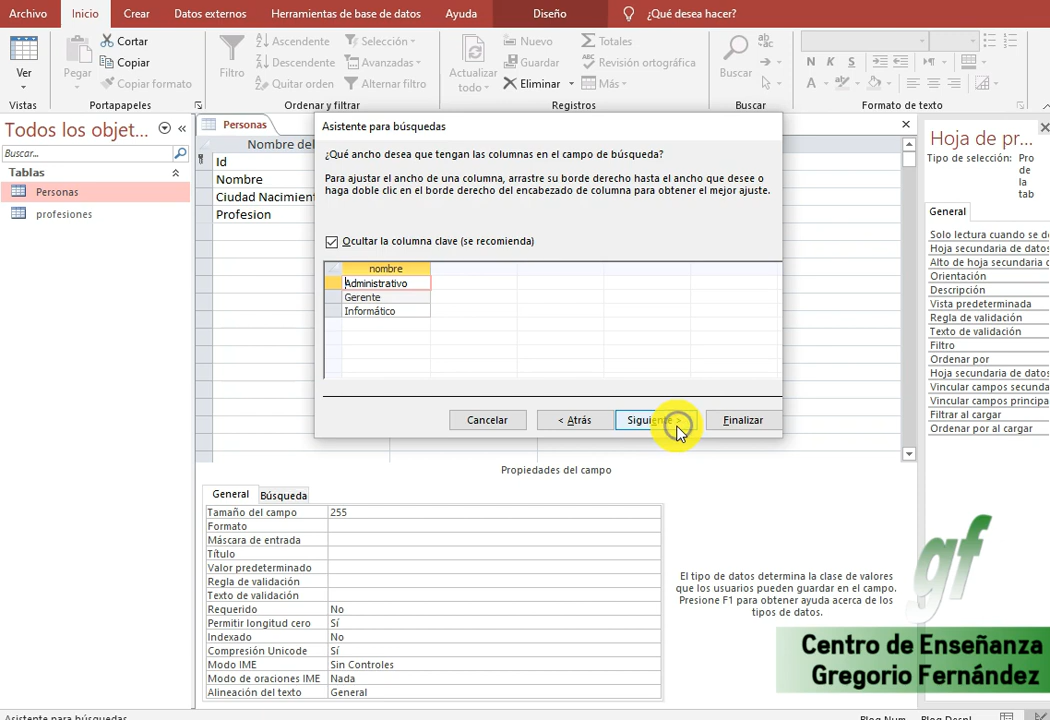 Archivo Inicio Crear Datos externos Herramientas de base de datos Ayuda Diseño ¿Qué desea hacer?
Ver
Pegar
Cortar
Copiar
Copiar formato
Filtro
Ascendente
Descendente
Quitar orden
Selección
Avanzadas
Alternar filtro
Actualizar
todo
Nuevo
Guardar
Eliminar
Totales
Revisión ortográfica
Más
Buscar
N K S
A
Vistas Portapapeles Ordenar y filtrar Registros Buscar Formato de texto
Todos los objet...
Buscar...
Tablas
Personas
profesiones
Personas
Nombre del
Id
Nombre
Ciudad Nacimient
Profesion
Asistente para búsquedas
¿Qué ancho desea que tengan las columnas en el campo de búsqueda?
Para ajustar el ancho de una columna, arrastre su borde derecho hasta el ancho que desee o
haga doble clic en el borde derecho del encabezado de columna para obtener el mejor ajuste.
Ocultar la columna clave (se recomienda)
nombre
Administrativo
Gerente
Informático
Cancelar < Atrás Siguiente > Finalizar
Propiedades del campo
General Búsqueda
Tamaño del campo 255
Formato
Máscara de entrada
Título
Valor predeterminado
Regla de validación
Texto de validación
Requerido No
Permitir longitud cero Sí
Indexado No
Compresión Unicode Sí
Modo IME Sin Controles
Modo de oraciones IME Nada
Alineación del texto General
El tipo de datos determina la clase de valores
que los usuarios pueden guardar en el campo.
Presione F1 para obtener ayuda acerca de los
tipos de datos.
Hoja de pr...
Tipo de selección: Pro
de
la
tab
General
Solo lectura cuando se d
Hoja secundaria de datos
Alto de hoja secundaria d
Orientación
Descripción
Vista predeterminada
Regla de validación
Texto de validación
Filtro
Ordenar por
Hoja secundaria de datos
Vincular campos secunda
Vincular campos principa
Filtrar al cargar
Ordenar por al cargar
gf
Centro de Enseñanza
Gregorio Fernández